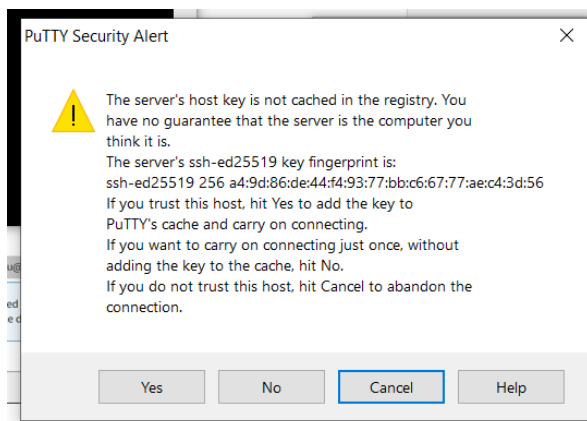 PuTTY Security Alert
The server's host key is not cached in the registry. You
have no guarantee that the server is the computer you
think it is.
The server's ssh-ed25519 key fingerprint is:
ssh-ed25519 256 a4:9d:86:de:44:f4:93:77:bb:c6:67:77:ae:c4:3d:56
If you trust this host, hit Yes to add the key to
PuTTY's cache and carry on connecting.
If you want to carry on connecting just once, without
adding the key to the cache, hit No.
If you do not trust this host, hit Cancel to abandon the
connection.
u@
ed
e d
Yes
No
Cancel
Help